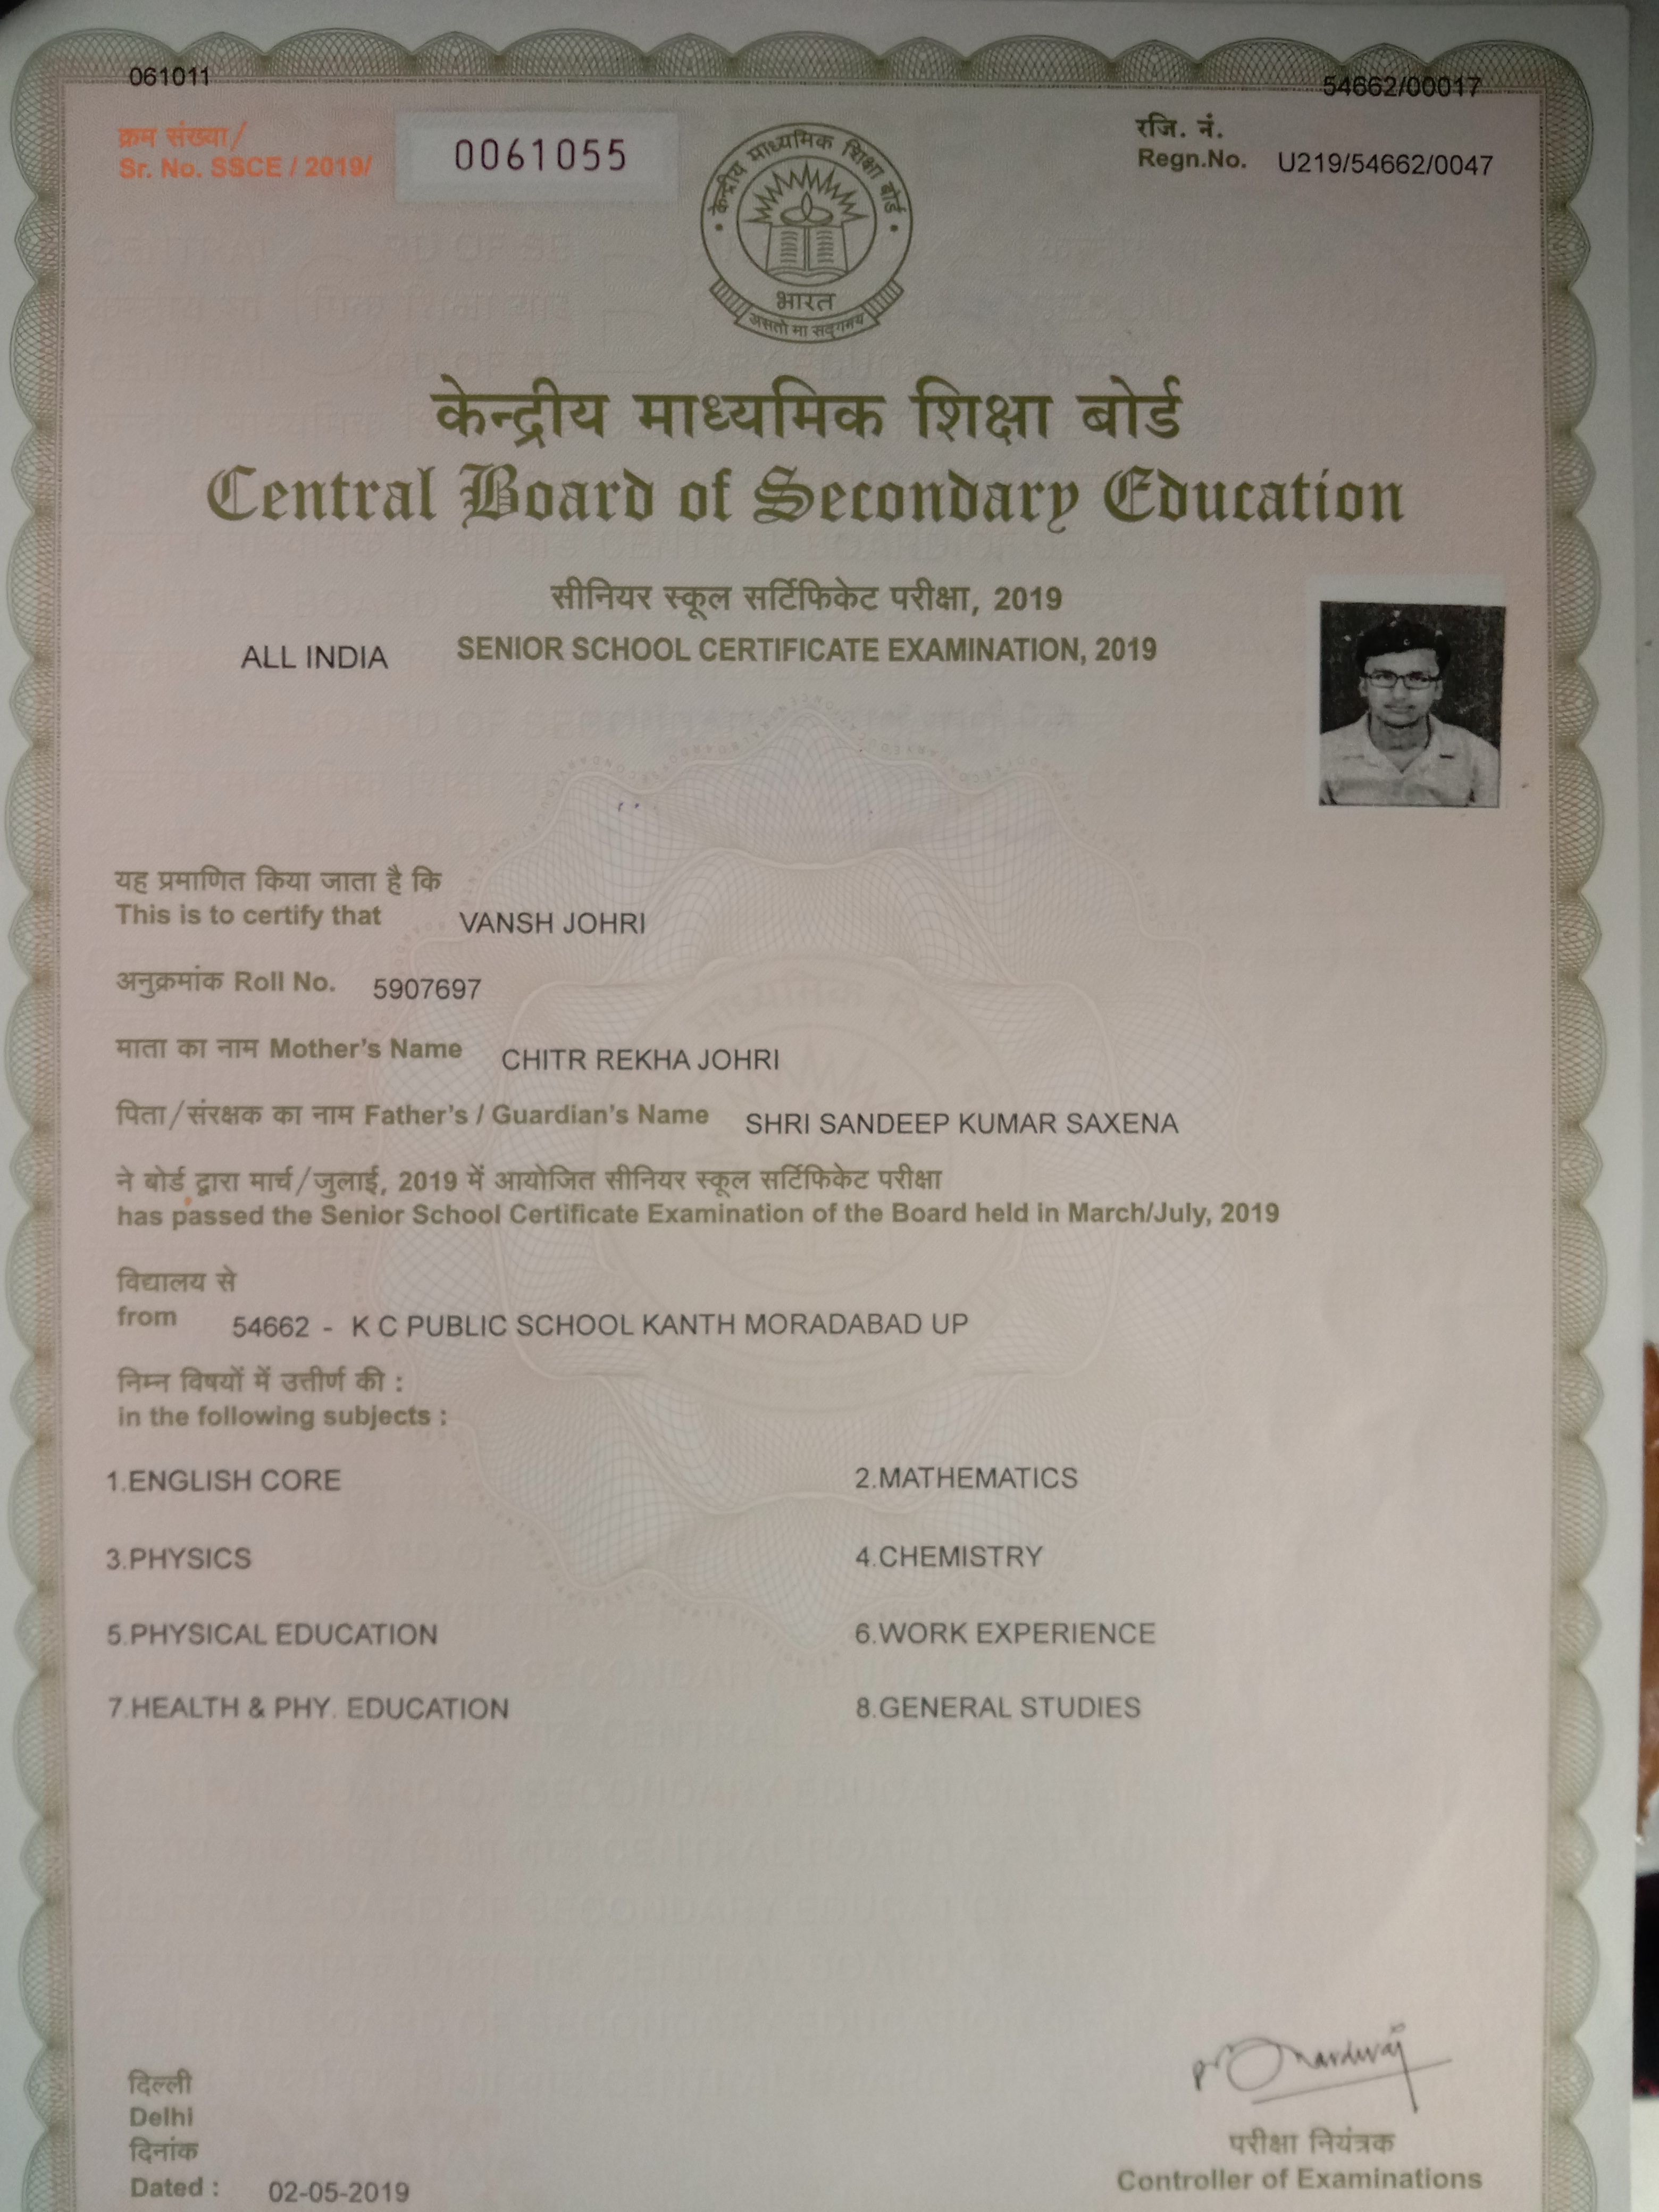 061011
54662/00017
क्रम संख्या/
Sr. No. SSCE / 2019/
0061055
रजि. नं.
Regn.No. U219/54662/0047
केन्द्रीय माध्यमिक शिक्षा बोर्ड
भारत
असतो मा सद्गमय
केन्द्रीय माध्यमिक शिक्षा बोर्ड
Central Board of Secondary Education
सीनियर स्कूल सर्टिफिकेट परीक्षा, 2019
ALL INDIA SENIOR SCHOOL CERTIFICATE EXAMINATION, 2019
यह प्रमाणित किया जाता है कि
This is to certify that VANSH JOHRI
अनुक्रमांक Roll No. 5907697
माता का नाम Mother's Name CHITR REKHA JOHRI
पिता/संरक्षक का नाम Father's / Guardian's Name SHRI SANDEEP KUMAR SAXENA
ने बोर्ड द्वारा मार्च/जुलाई, 2019 में आयोजित सीनियर स्कूल सर्टिफिकेट परीक्षा
has passed the Senior School Certificate Examination of the Board held in March/July, 2019
विद्यालय से
from 54662 - K C PUBLIC SCHOOL KANTH MORADABAD UP
निम्न विषयों में उत्तीर्ण की :
in the following subjects :
1.ENGLISH CORE 2.MATHEMATICS
3.PHYSICS 4.CHEMISTRY
5.PHYSICAL EDUCATION 6.WORK EXPERIENCE
7.HEALTH & PHY. EDUCATION 8.GENERAL STUDIES
दिल्ली
Delhi
दिनांक
Dated : 02-05-2019
परीक्षा नियंत्रक
Controller of Examinations